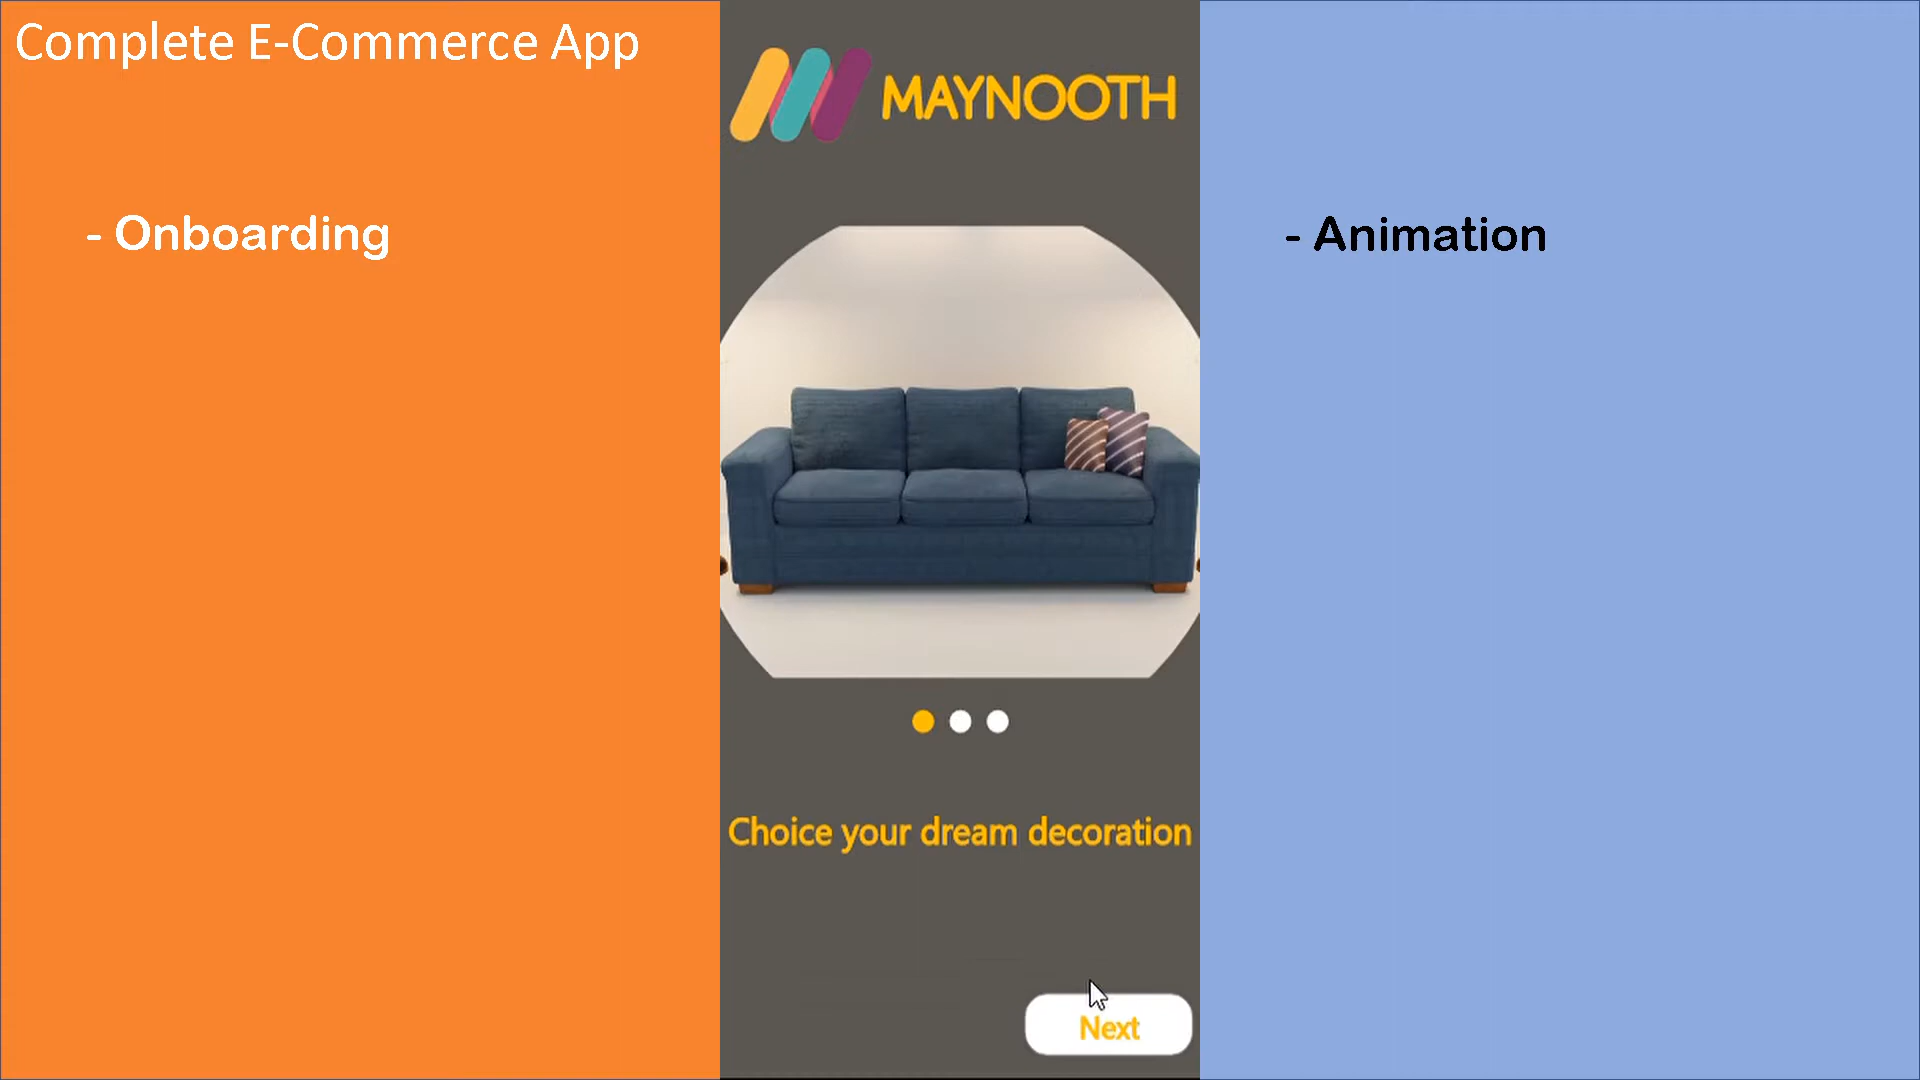 Complete E-Commerce App
- Onboarding
MAYNOOTH
Choice your dream decoration
Next
- Animation